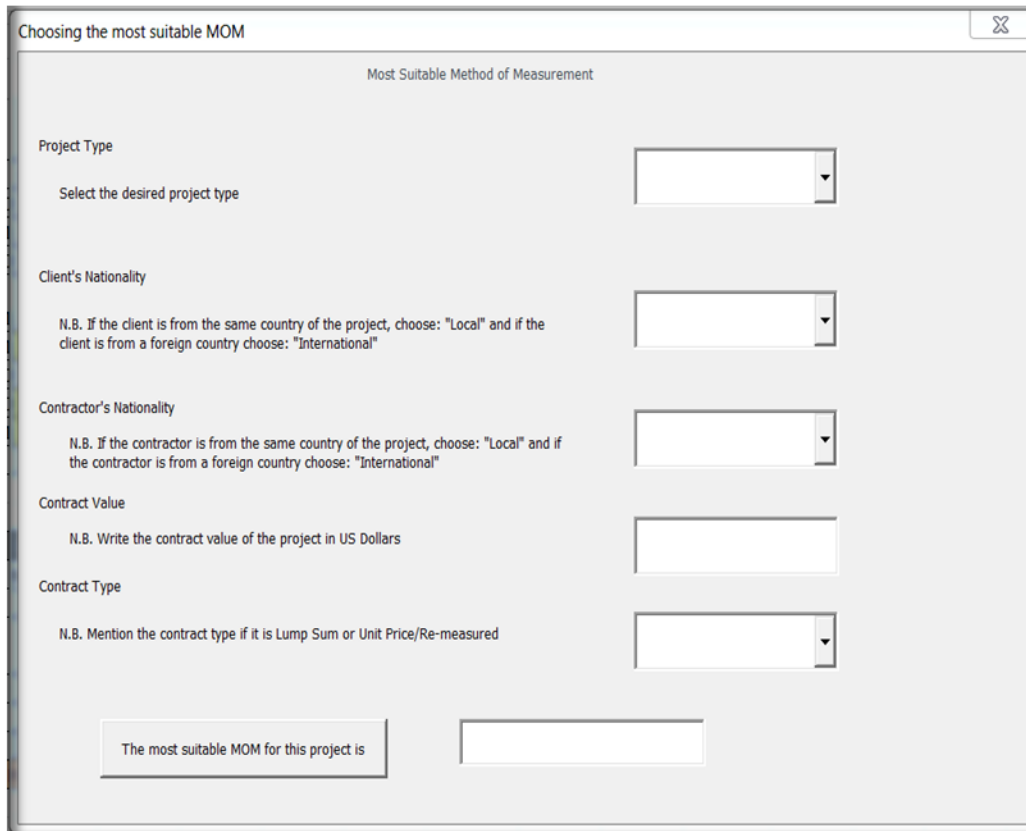 Choosing the most suitable MOM
Most Suitable Method of Measurement
Project Type
Select the desired project type
Client's Nationality
N.B. If the client is from the same country of the project, choose: "Local" and if the
client is from a foreign country choose: "International"
Contractor's Nationality
N.B. If the contractor is from the same country of the project, choose: "Local" and if
the contractor is from a foreign country choose: "International"
Contract Value
N.B. Write the contract value of the project in US Dollars
Contract Type
N.B. Mention the contract type if it is Lump Sum or Unit Price/Re-measured
The most suitable MOM for this project is